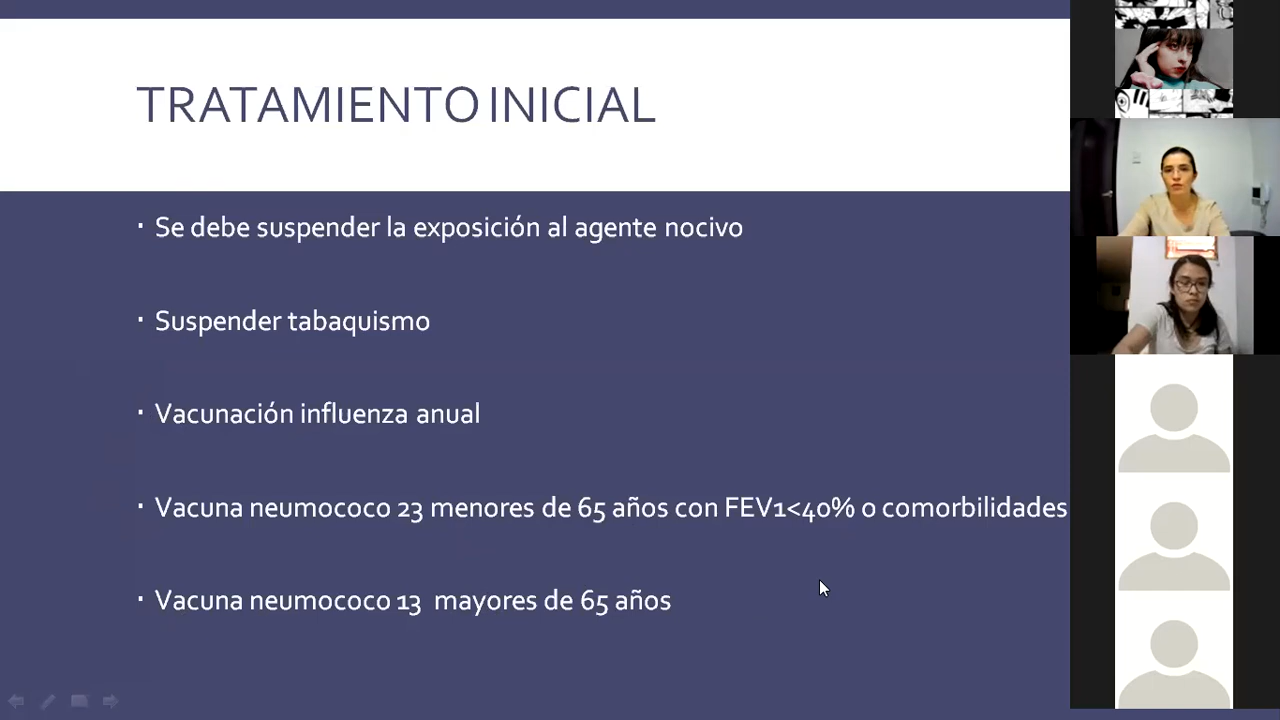 TRATAMIENTO INICIAL
Se debe suspender la exposición al agente nocivo
Suspender tabaquismo
Vacunación influenza anual
Vacuna neumococo 23 menores de 65 años con FEV1<40% o comorbilidades
Vacuna neumococo 13 mayores de 65 años